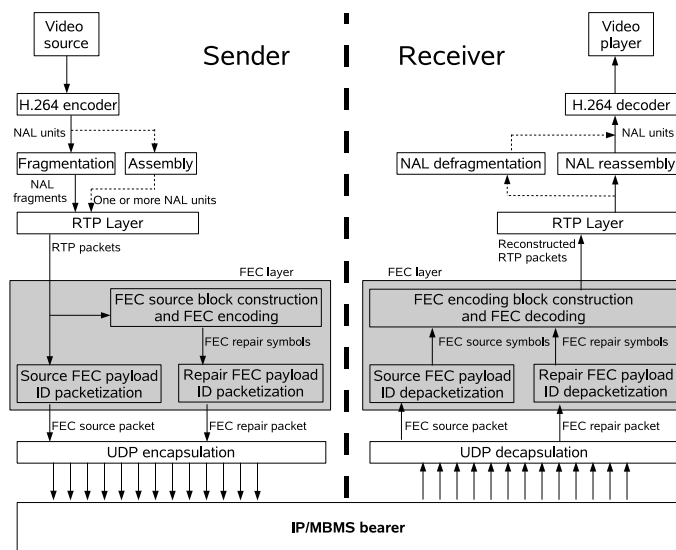 Video
source
Sender
H.264 encoder
NAL units
Fragmentation
Assembly
NAL
fragments
One or more NAL units
RTP Layer
RTP packets
FEC layer
FEC source block construction
and FEC encoding
FEC repair symbols
Source FEC payload
ID packetization
Repair FEC payload
ID packetization
FEC source packet
FEC repair packet
UDP encapsulation
Receiver
Video
player
H.264 decoder
NAL units
NAL defragmentation
NAL reassembly
RTP Layer
Reconstructed
RTP packets
FEC layer
FEC encoding block construction
and FEC decoding
FEC source symbols
FEC repair symbols
Source FEC payload
ID depacketization
Repair FEC payload
ID depacketization
FEC source packet
FEC repair packet
UDP decapsulation
IP/MBMS bearer